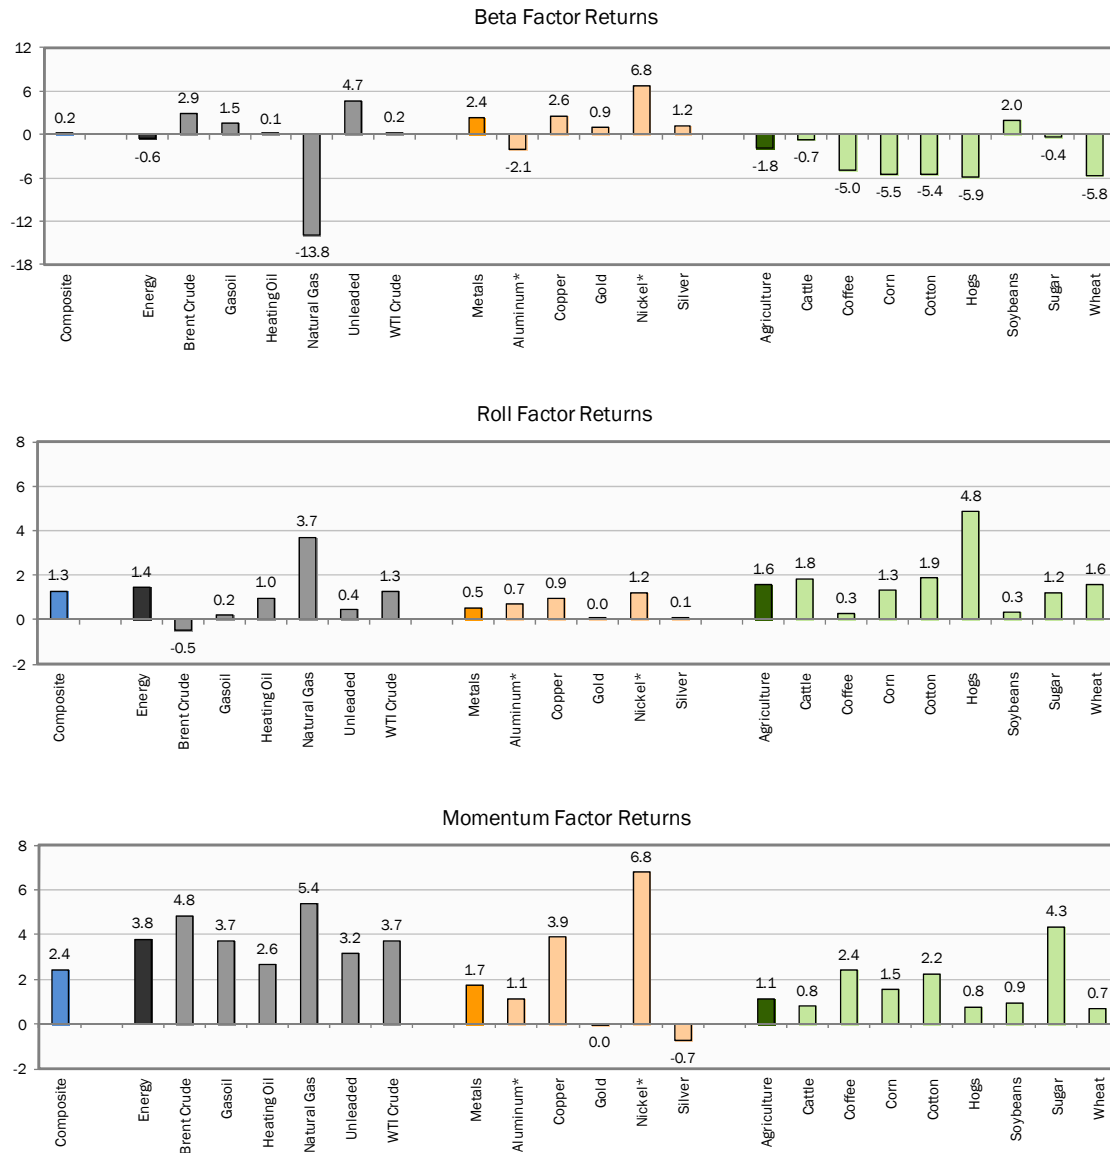 Beta Factor Returns
12
6
0
-6
-12
-18
0.2
-0.6
2.9
1.5
0.1
-13.8
4.7
0.2
2.4
-2.1
2.6
0.9
6.8
1.2
-1.8
-0.7
-5.0
-5.5
-5.4
-5.9
2.0
-0.4
-5.8
Composite
Energy
Brent Crude
Gasoil
Heating Oil
Natural Gas
Unleaded
WTI Crude
Metals
Aluminum*
Copper
Gold
Nickel*
Silver
Agriculture
Cattle
Coffee
Corn
Cotton
Hogs
Soybeans
Sugar
Wheat
Roll Factor Returns
8
6
4
2
0
-2
1.3
1.4
-0.5
0.2
1.0
3.7
0.4
1.3
0.5
0.7
0.9
0.0
1.2
0.1
1.6
1.8
0.3
1.3
1.9
4.8
0.3
1.2
1.6
Composite
Energy
Brent Crude
Gasoil
Heating Oil
Natural Gas
Unleaded
WTI Crude
Metals
Aluminum*
Copper
Gold
Nickel*
Silver
Agriculture
Cattle
Coffee
Corn
Cotton
Hogs
Soybeans
Sugar
Wheat
Momentum Factor Returns
8
6
4
2
0
-2
2.4
3.8
4.8
3.7
2.6
5.4
3.2
3.7
1.7
1.1
3.9
0.0
6.8
-0.7
1.1
0.8
2.4
1.5
2.2
0.8
0.9
4.3
0.7
Composite
Energy
Brent Crude
Gasoil
Heating Oil
Natural Gas
Unleaded
WTI Crude
Metals
Aluminum*
Copper
Gold
Nickel*
Silver
Agriculture
Cattle
Coffee
Corn
Cotton
Hogs
Soybeans
Sugar
Wheat